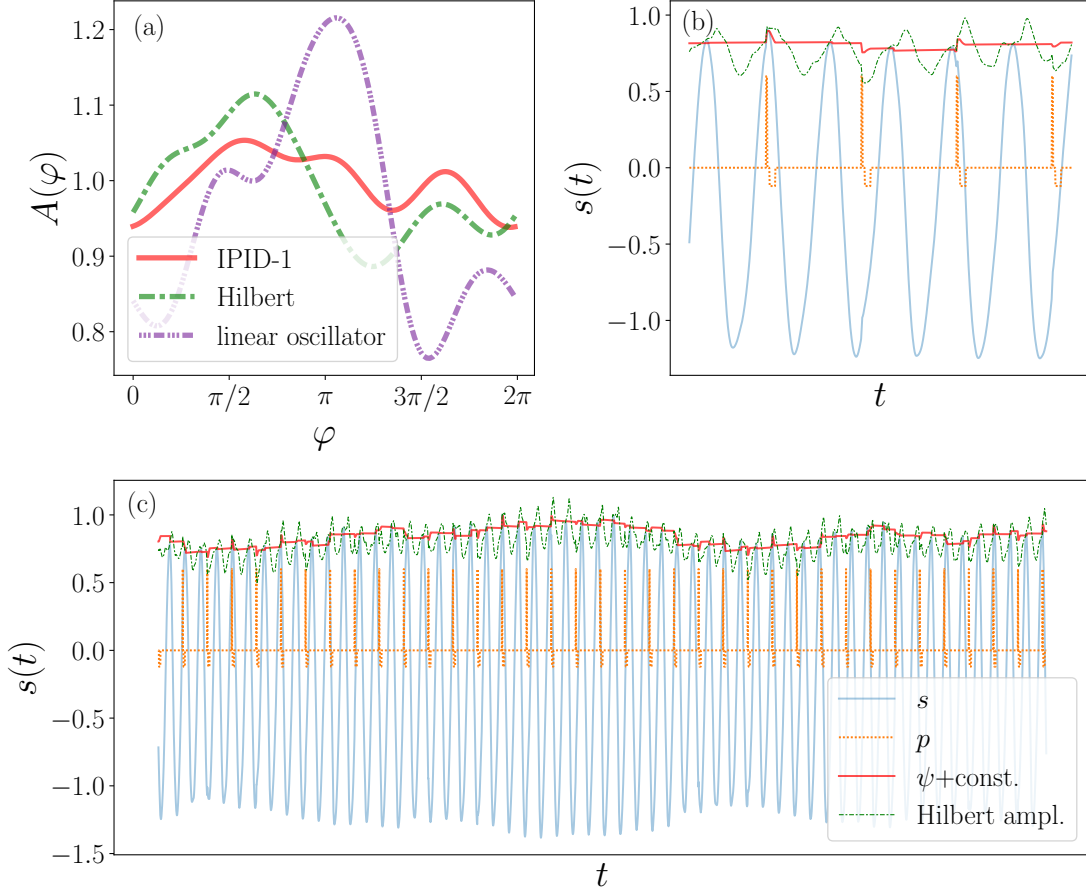 (a)
A(φ)
1.2
1.1
1.0
0.9
0.8
IPID-1
Hilbert
linear oscillator
0
π/2
π
3π/2
2π
φ
(b)
s(t)
1.0
0.5
0.0
−0.5
−1.0
t
(c)
s(t)
1.0
0.5
0.0
−0.5
−1.0
−1.5
s
p
ψ+const.
Hilbert ampl.
t